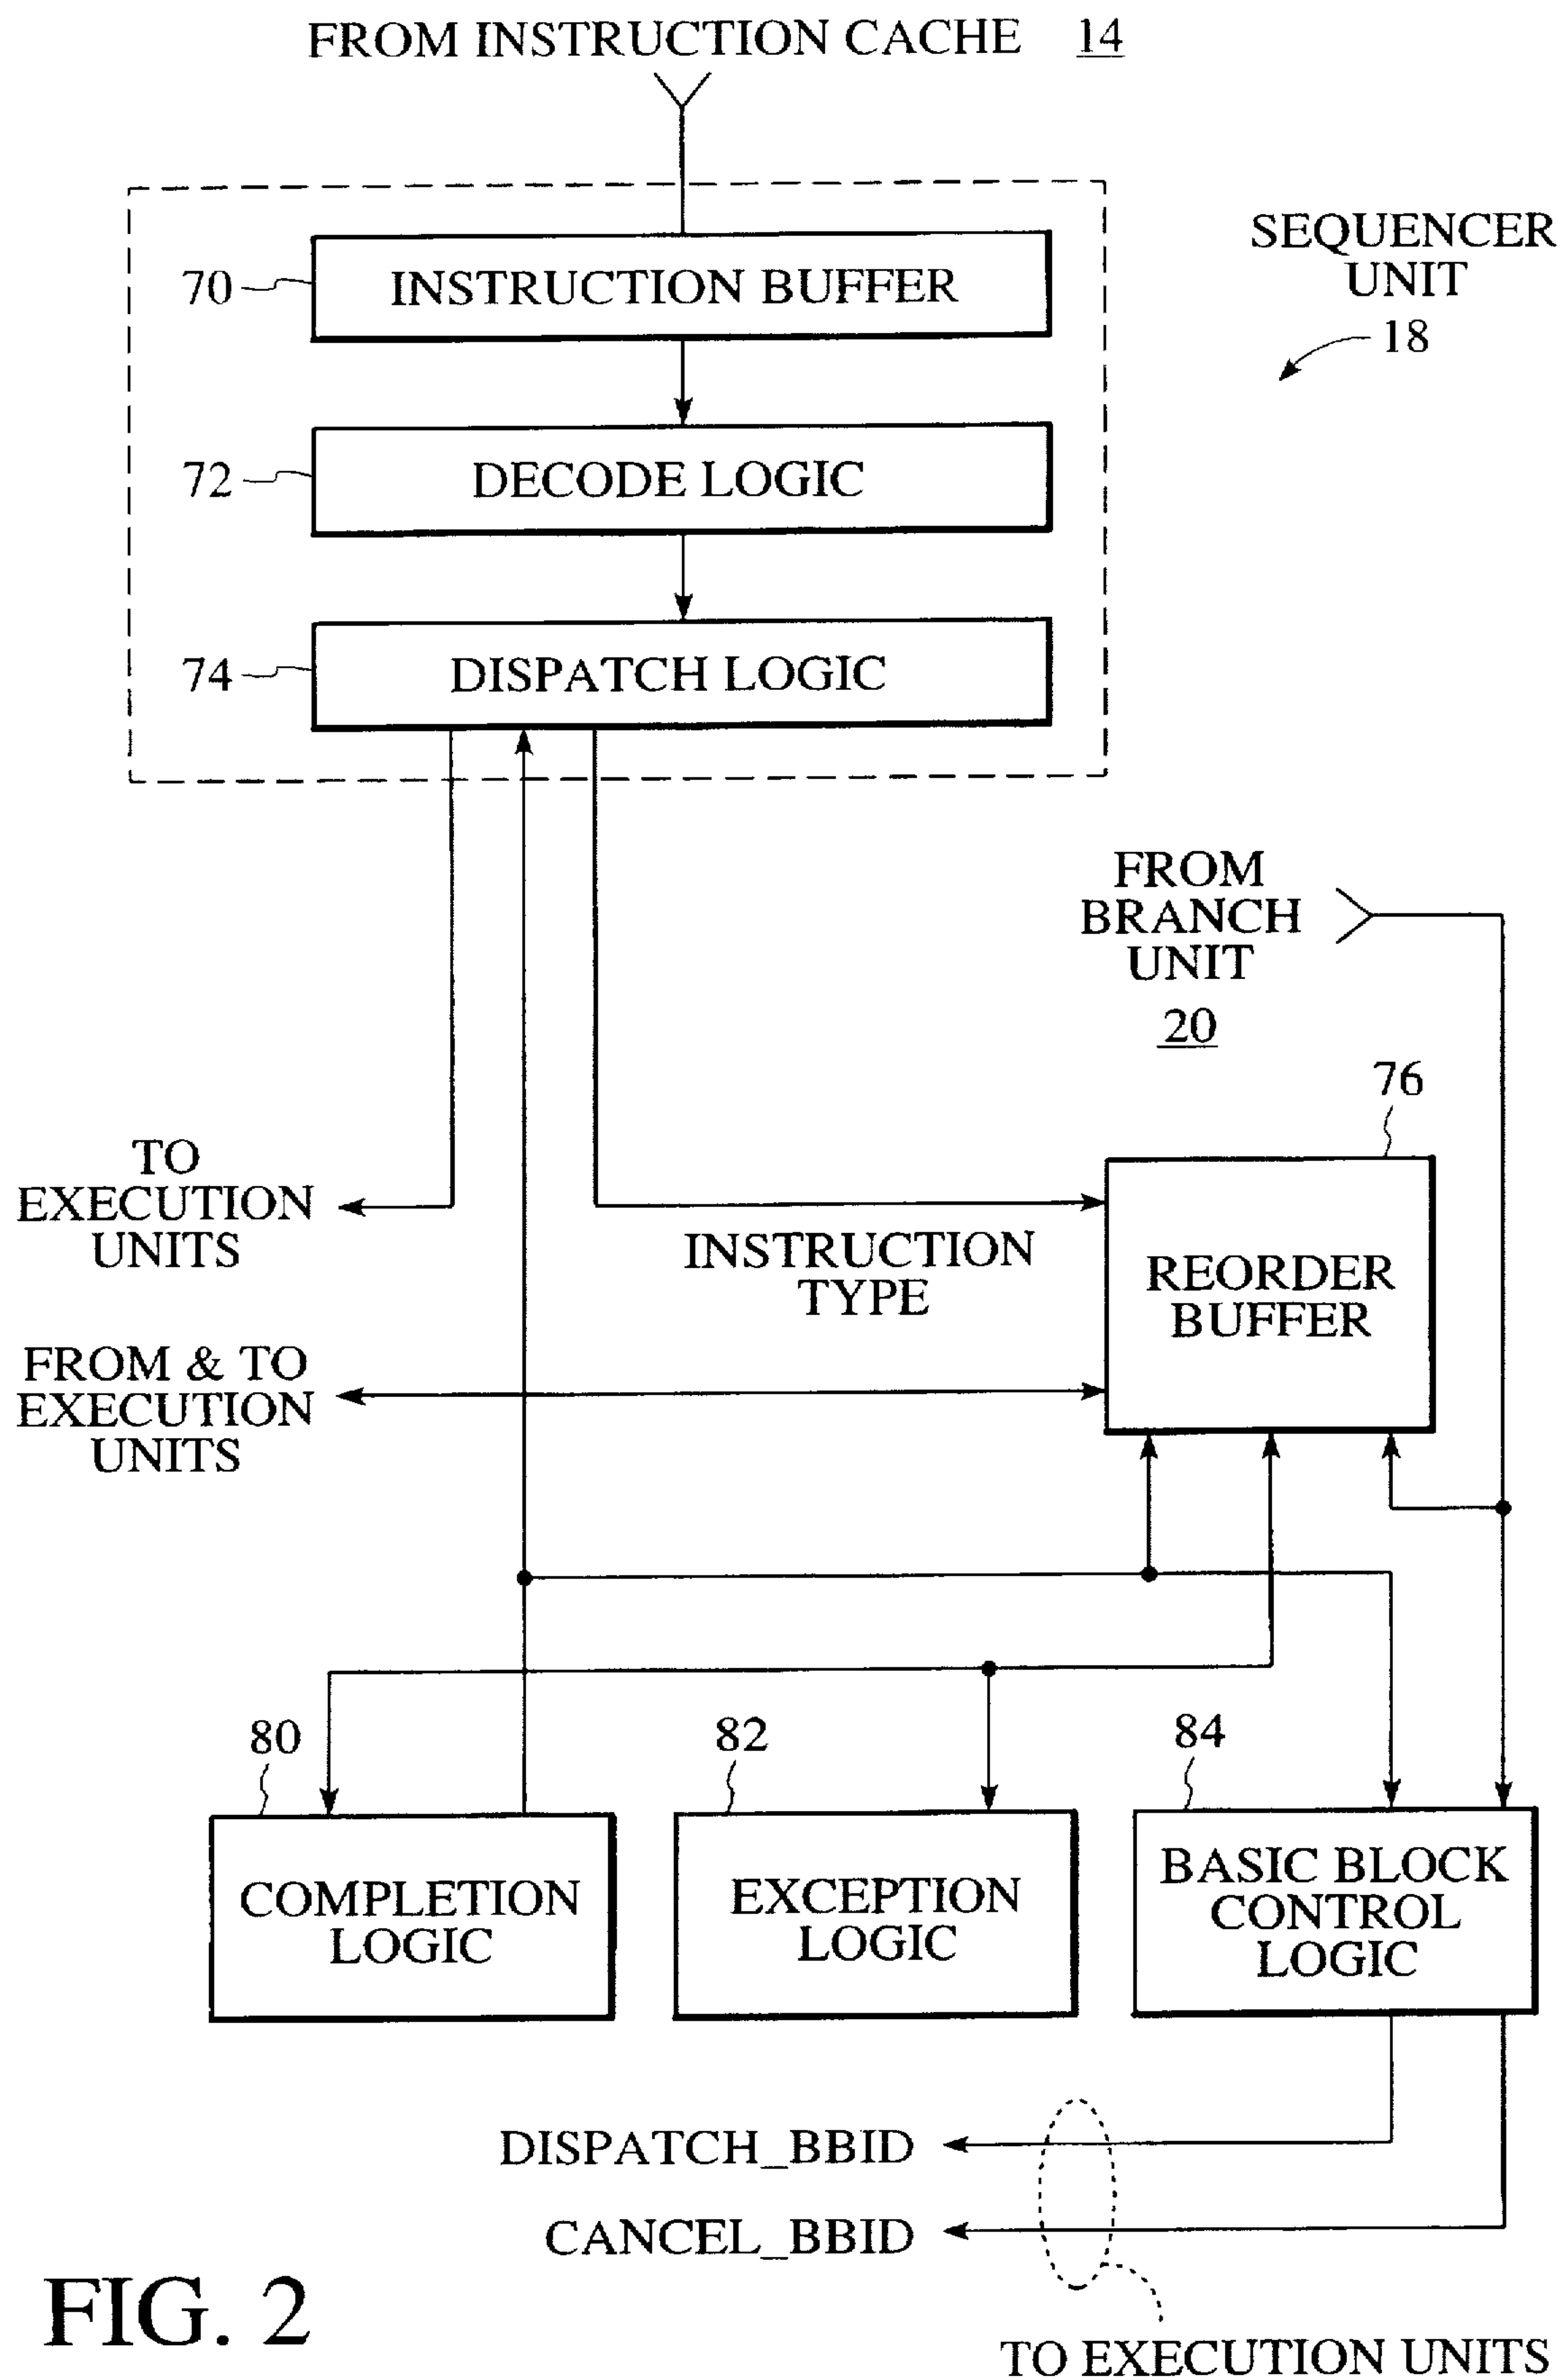 FROM INSTRUCTION CACHE 14
SEQUENCER
UNIT
18
70
INSTRUCTION BUFFER
72
DECODE LOGIC
74
DISPATCH LOGIC
FROM
BRANCH
UNIT
20
76
TO
EXECUTION
UNITS
INSTRUCTION
TYPE
REORDER
BUFFER
FROM & TO
EXECUTION
UNITS
80
COMPLETION
LOGIC
82
EXCEPTION
LOGIC
84
BASIC BLOCK
CONTROL
LOGIC
DISPATCH_BBID
CANCEL_BBID
TO EXECUTION UNITS
FIG. 2